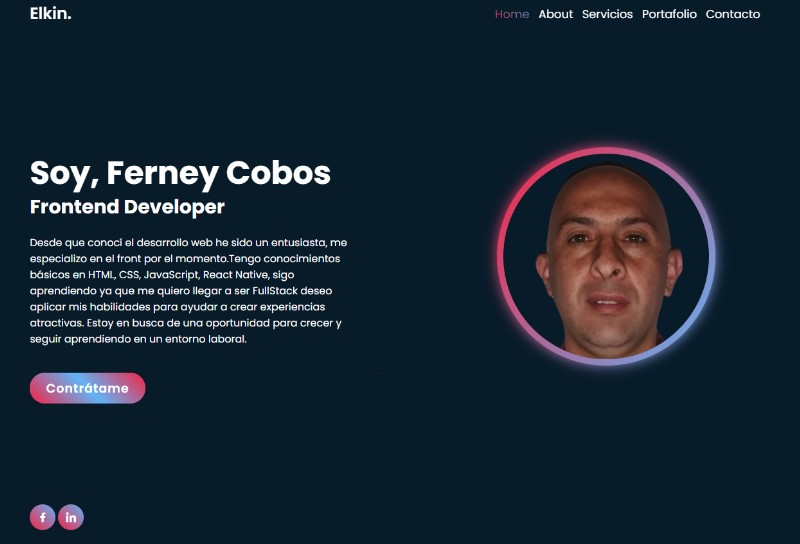 Elkin.
Home About Servicios Portafolio Contacto
Soy, Ferney Cobos
Frontend Developer
Desde que conocí el desarrollo web he sido un entusiasta, me
especializo en el front por el momento.Tengo conocimientos
básicos en HTML, CSS, JavaScript, React Native, sigo
aprendiendo ya que me quiero llegar a ser FullStack deseo
aplicar mis habilidades para ayudar a crear experiencias
atractivas. Estoy en busca de una oportunidad para crecer y
seguir aprendiendo en un entorno laboral.
Contrátame
f in